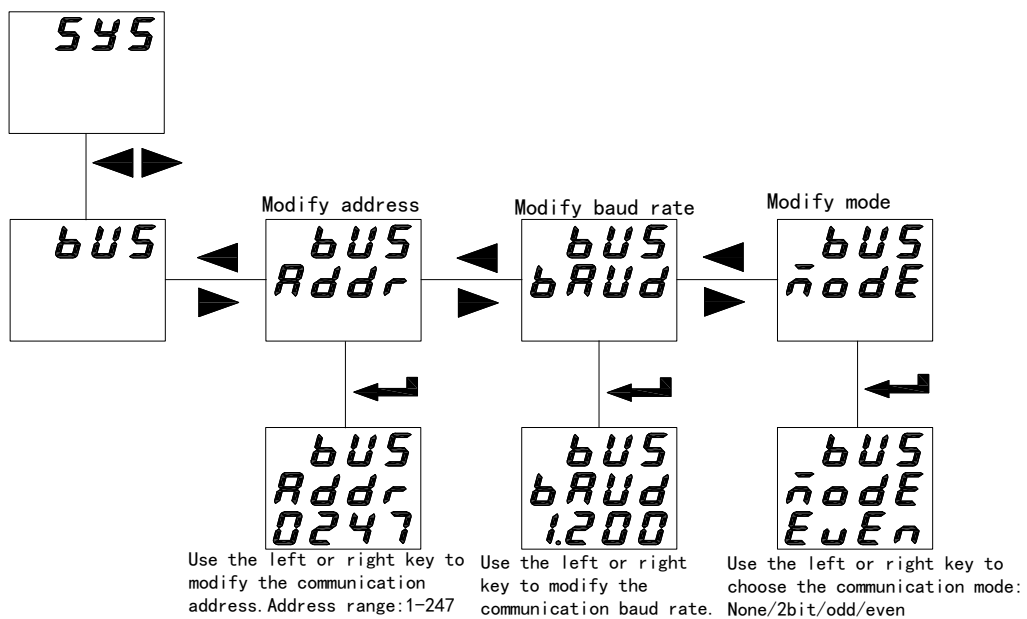 SYS
Modify address
Modify baud rate
Modify mode
bUS
bUS
Addr
bUS
bAUd
bUS
n̄odE
bUS
Addr
0247
bUS
bAUd
1.200
bUS
n̄odE
EvEn
Use the left or right key to
modify the communication
address. Address range:1-247
Use the left or right
key to modify the
communication baud rate.
Use the left or right key to
choose the communication mode:
None/2bit/odd/even